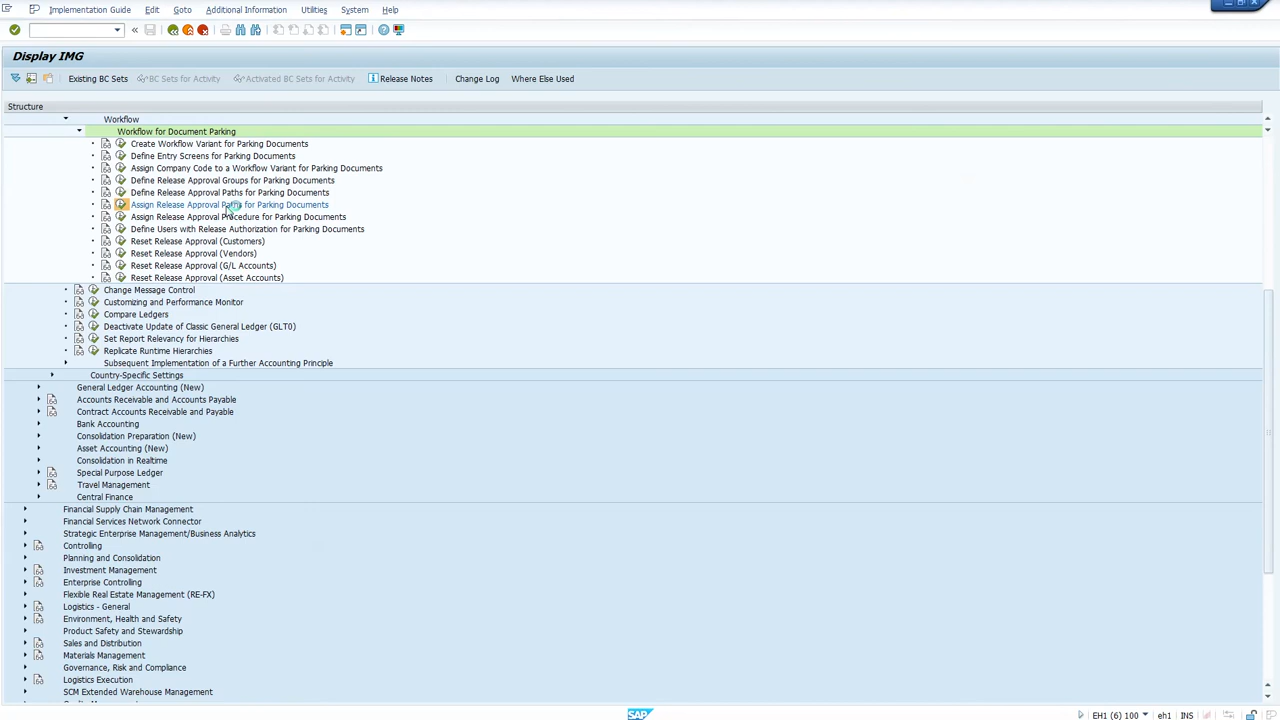 Implementation Guide Edit Goto Additional Information Utilities System Help
Display IMG
Existing BC Sets BC Sets for Activity Activated BC Sets for Activity Release Notes Change Log Where Else Used
Structure
Workflow
Workflow for Document Parking
Create Workflow Variant for Parking Documents
Define Entry Screens for Parking Documents
Assign Company Code to a Workflow Variant for Parking Documents
Define Release Approval Groups for Parking Documents
Define Release Approval Paths for Parking Documents
Assign Release Approval Paths for Parking Documents
Assign Release Approval Procedure for Parking Documents
Define Users with Release Authorization for Parking Documents
Reset Release Approval (Customers)
Reset Release Approval (Vendors)
Reset Release Approval (G/L Accounts)
Reset Release Approval (Asset Accounts)
Change Message Control
Customizing and Performance Monitor
Compare Ledgers
Deactivate Update of Classic General Ledger (GLT0)
Set Report Relevancy for Hierarchies
Replicate Runtime Hierarchies
Subsequent Implementation of a Further Accounting Principle
Country-Specific Settings
General Ledger Accounting (New)
Accounts Receivable and Accounts Payable
Contract Accounts Receivable and Payable
Bank Accounting
Consolidation Preparation (New)
Asset Accounting (New)
Consolidation in Realtime
Special Purpose Ledger
Travel Management
Central Finance
Financial Supply Chain Management
Financial Services Network Connector
Strategic Enterprise Management/Business Analytics
Controlling
Planning and Consolidation
Investment Management
Enterprise Controlling
Flexible Real Estate Management (RE-FX)
Logistics - General
Environment, Health and Safety
Product Safety and Stewardship
Sales and Distribution
Materials Management
Governance, Risk and Compliance
Logistics Execution
SCM Extended Warehouse Management
SAP EH1 (6) 100 eh1 INS